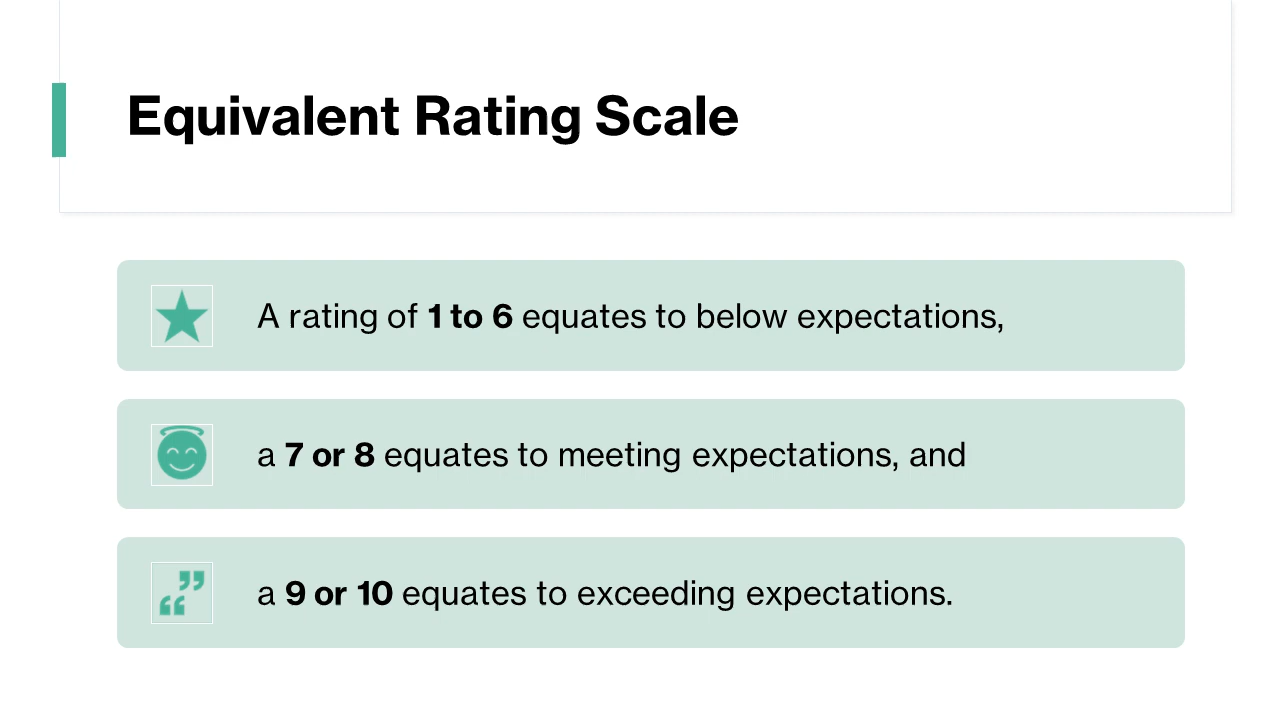 Equivalent Rating Scale
A rating of 1 to 6 equates to below expectations,
a 7 or 8 equates to meeting expectations, and
a 9 or 10 equates to exceeding expectations.